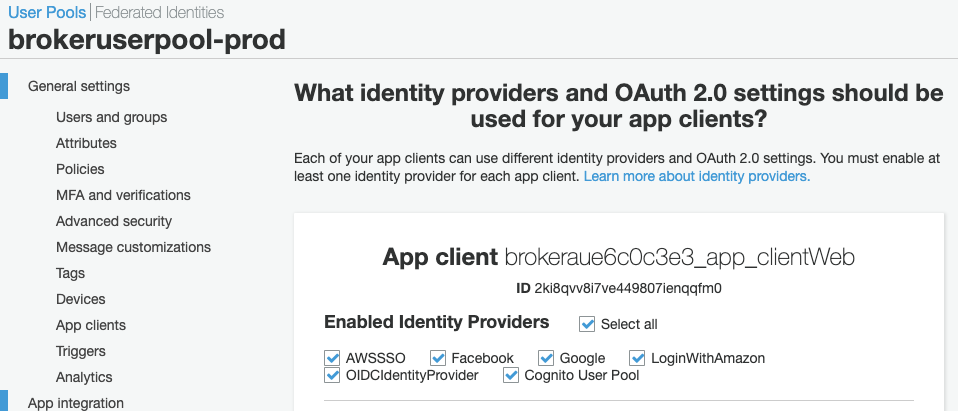 User Pools | Federated Identities
brokeruserpool-prod
General settings
Users and groups
Attributes
Policies
MFA and verifications
Advanced security
Message customizations
Tags
Devices
App clients
Triggers
Analytics
App integration
What identity providers and OAuth 2.0 settings should be
used for your app clients?
Each of your app clients can use different identity providers and OAuth 2.0 settings. You must enable at
least one identity provider for each app client. Learn more about identity providers.
App client brokeraue6c0c3e3_app_clientWeb
ID 2ki8qvv8i7ve449807ienqqfm0
Enabled Identity Providers Select all
AWSSSO Facebook Google LoginWithAmazon
OIDCIdentityProvider Cognito User Pool